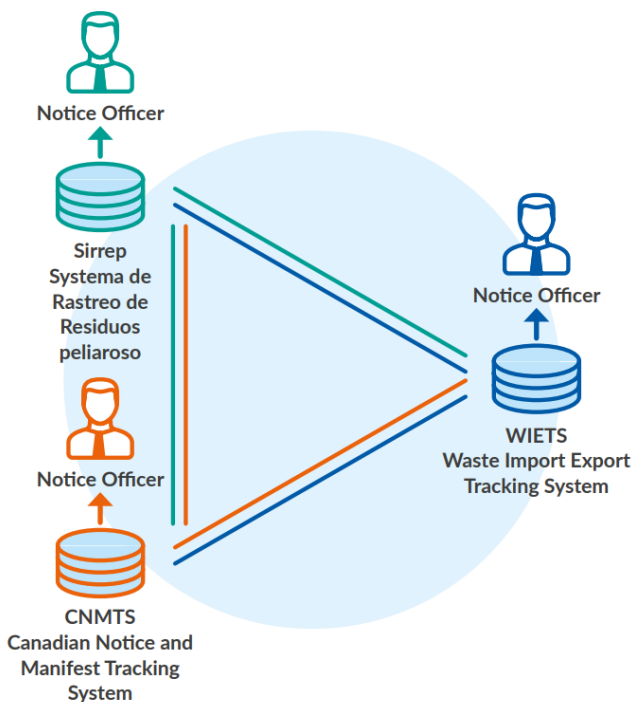 Notice Officer
Sirrep
Systema de
Rastreo de
Residuos
peliaroso
Notice Officer
WIETS
Waste Import Export
Tracking System
Notice Officer
CNMTS
Canadian Notice and
Manifest Tracking
System